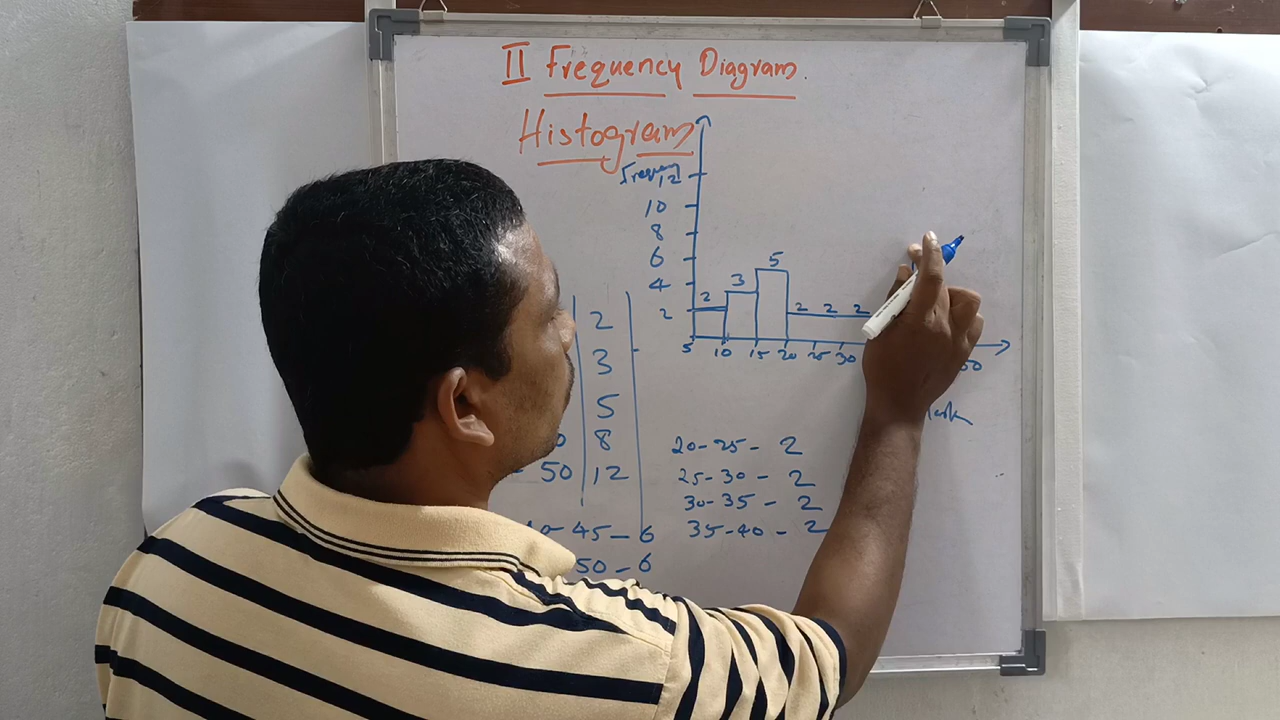 II Frequency Diagram.
Histogram
Frequency
12
10
8
6
4
2
2 3 5 2 2 2
5 10 15 20 25 30
50
2
3
5
8
50 12
45 - 6
50 - 6
20-25 - 2
25-30 - 2
30-35 - 2
35-40 - 2